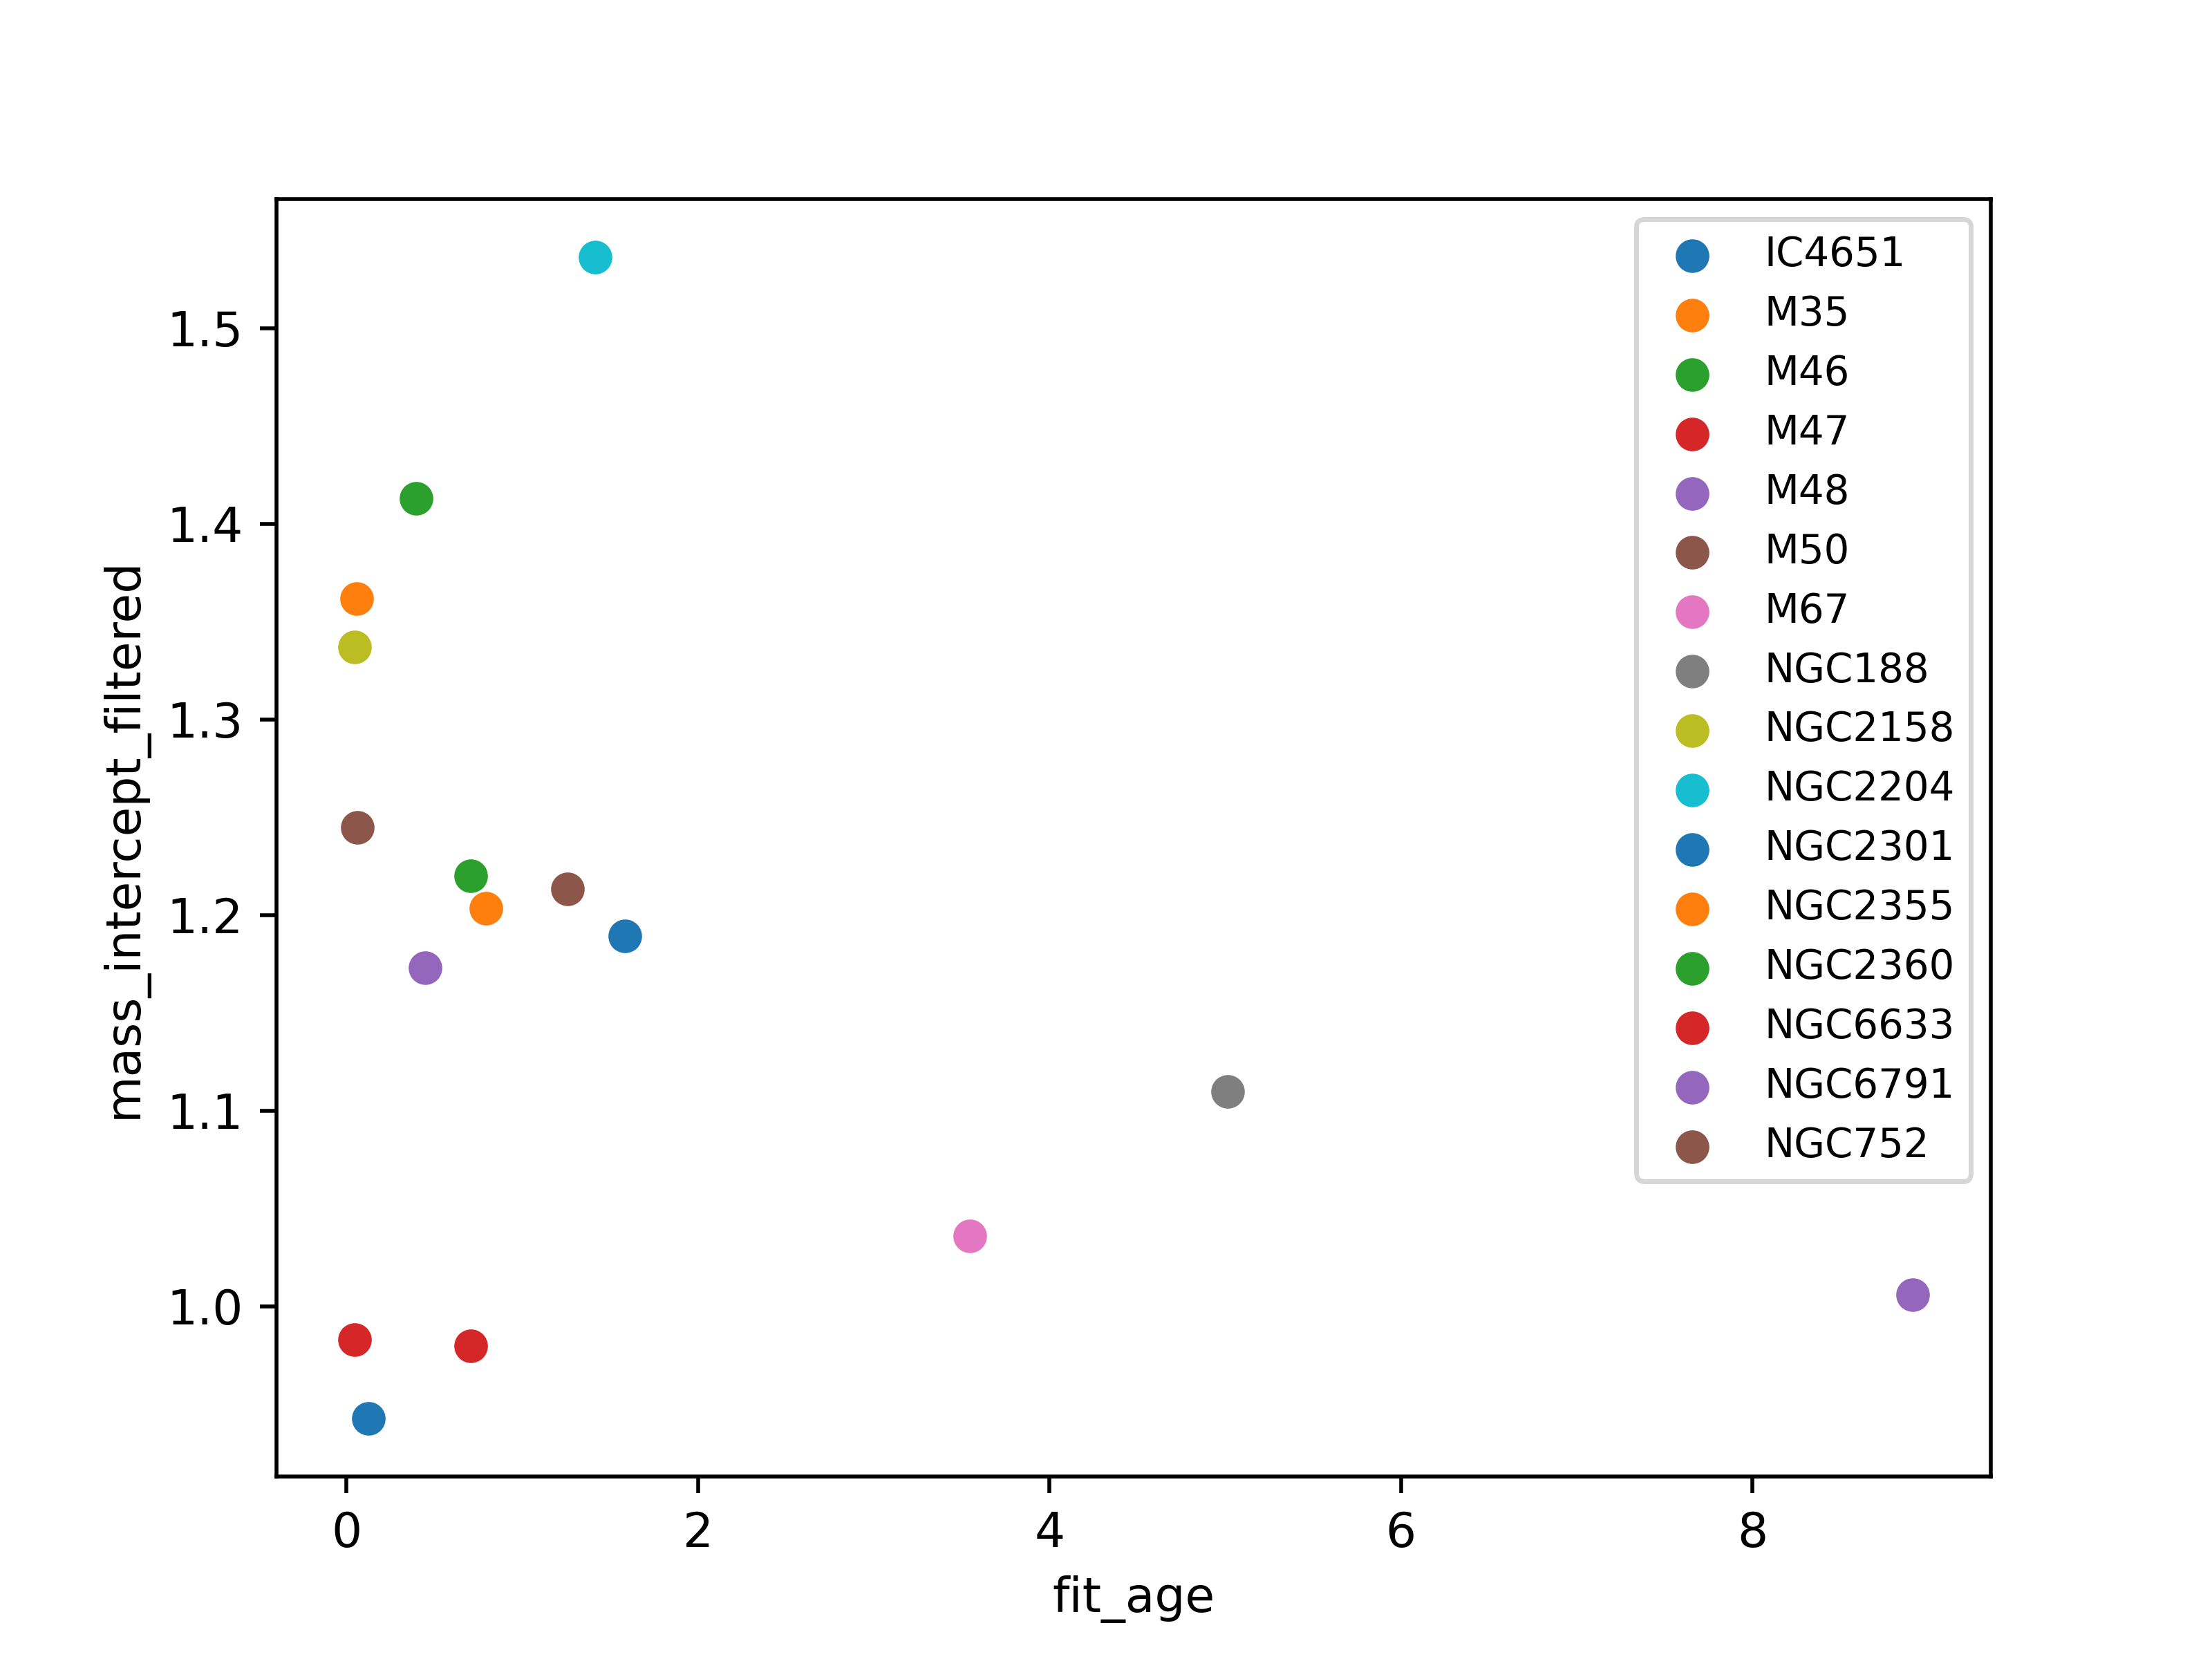 mass_intercept_filtered
1.5
1.4
1.3
1.2
1.1
1.0
0
2
4
6
8
fit_age
IC4651
M35
M46
M47
M48
M50
M67
NGC188
NGC2158
NGC2204
NGC2301
NGC2355
NGC2360
NGC6633
NGC6791
NGC752